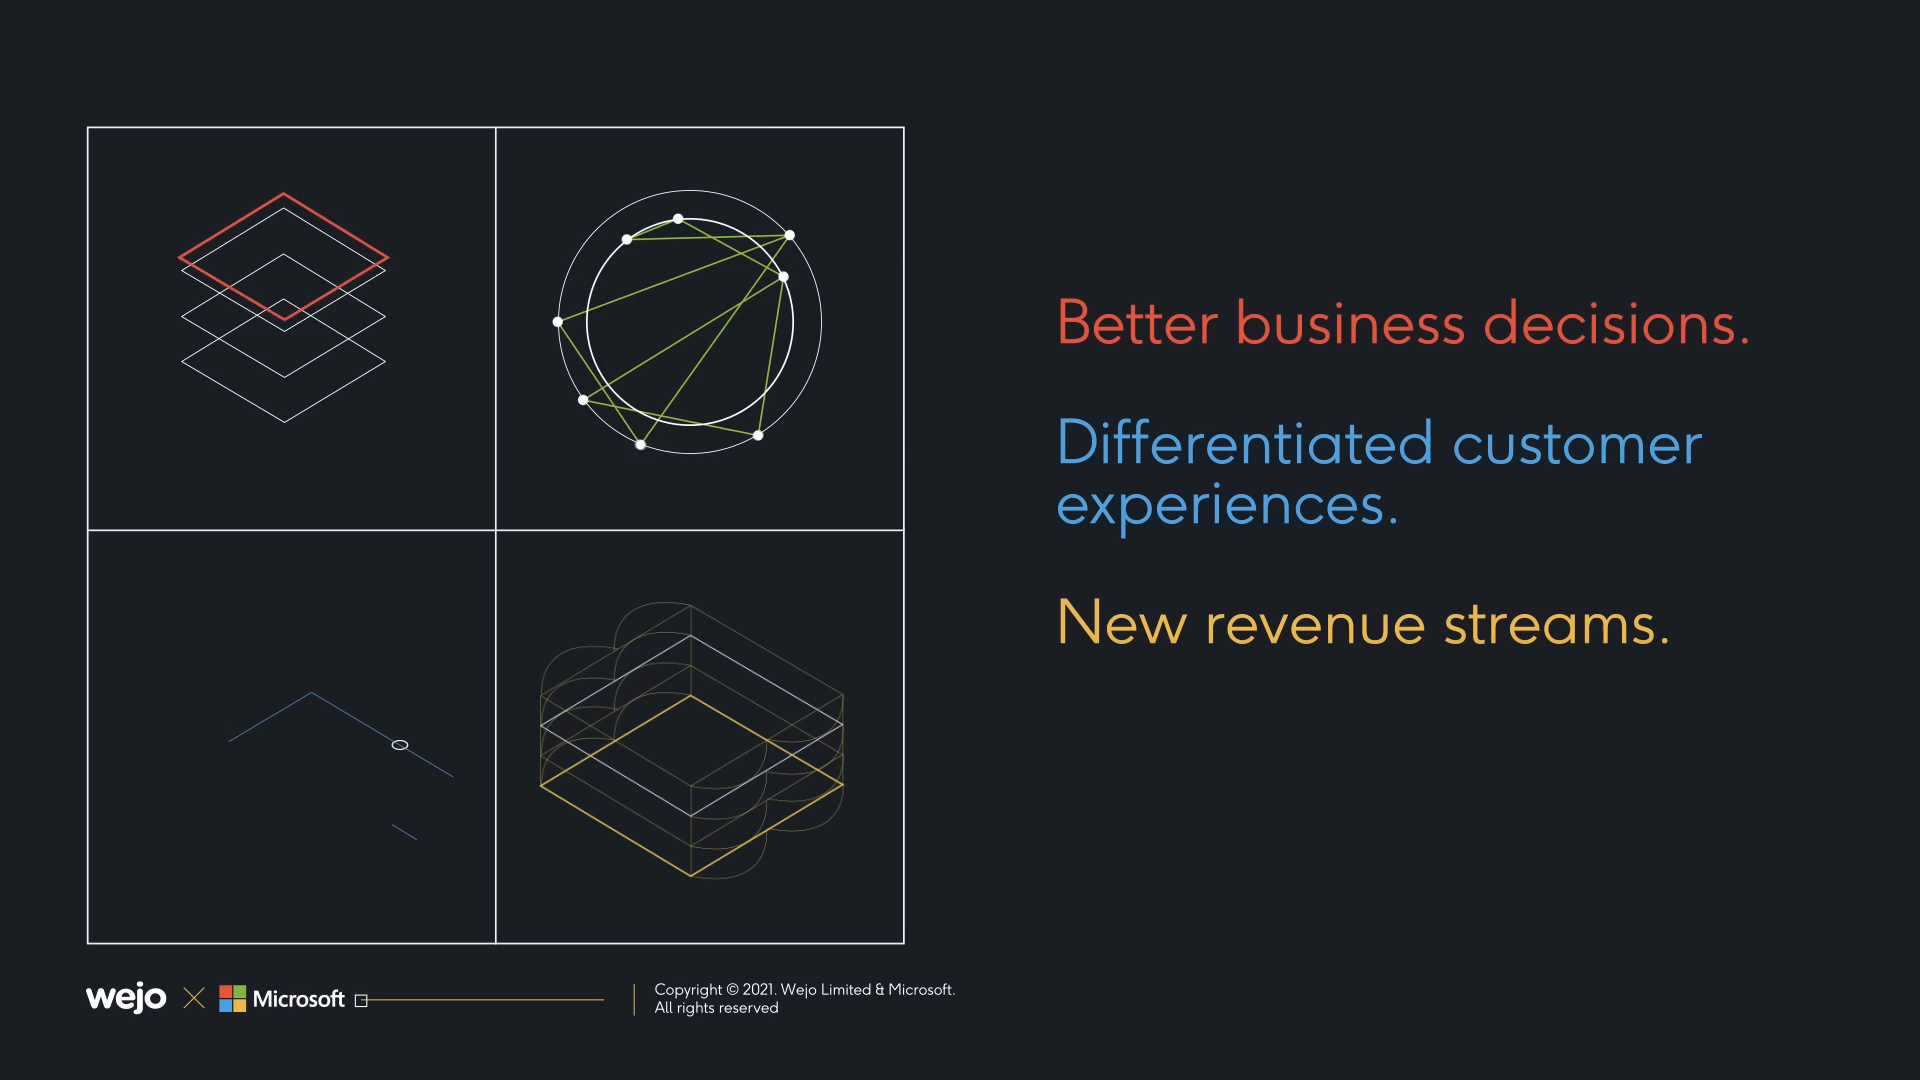 Better business decisions.
Differentiated customer
experiences.
New revenue streams.
wejo
Microsoft
Copyright © 2021. Wejo Limited & Microsoft.
All rights reserved